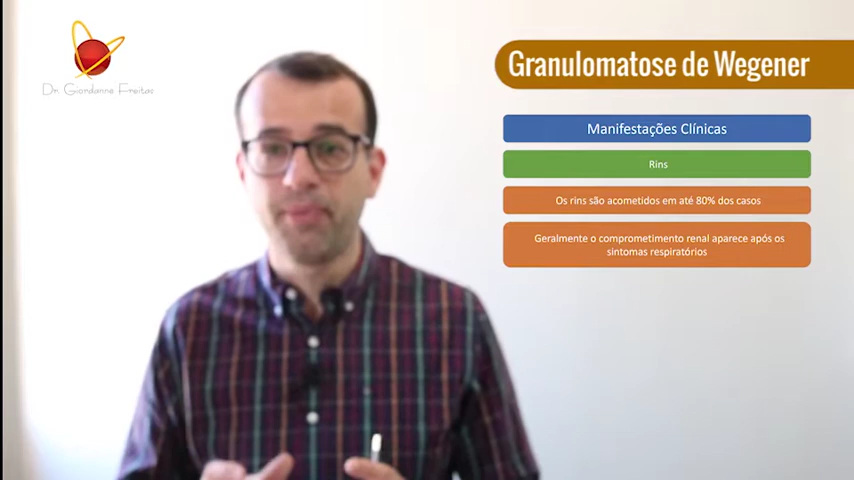 Dr. Giordanne Freitas
Granulomatose de Wegener
Manifestações Clínicas
Rins
Os rins são acometidos em até 80% dos casos
Geralmente o comprometimento renal aparece após os
sintomas respiratórios